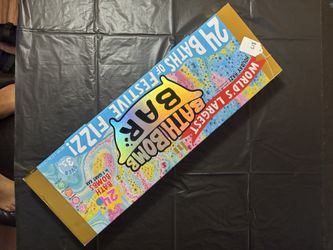 24 BATHS OF FESTIVE FIZZ!
WORLD'S LARGEST
BATH BOMB
BAR
24
BATH
BOMBS